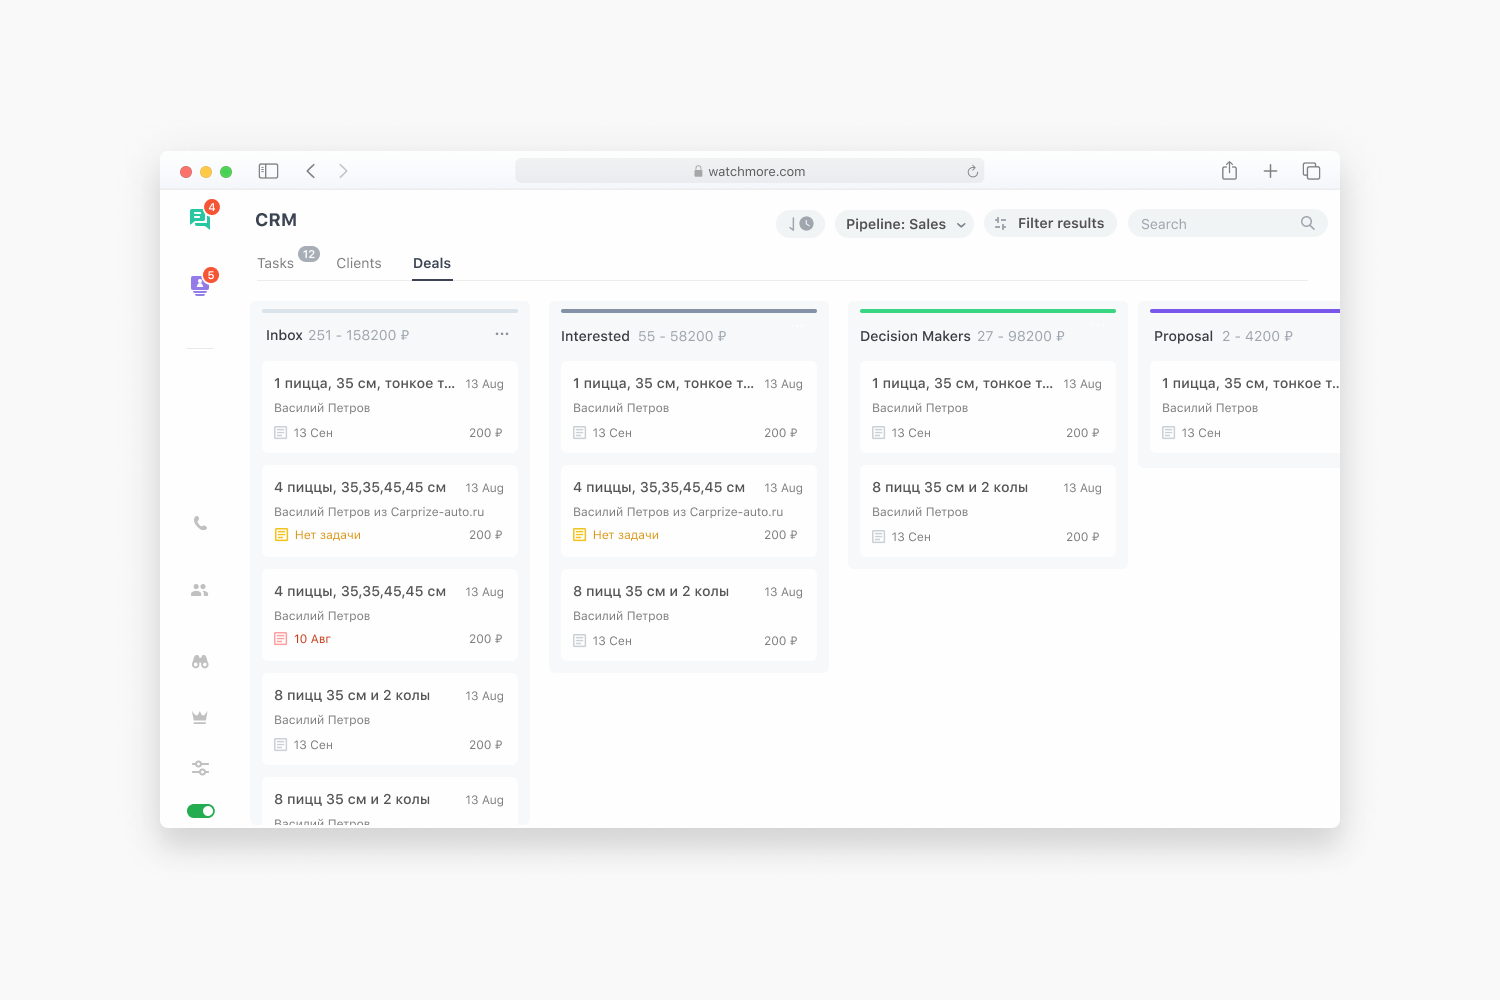 watchmore.com
4
CRM
Pipeline: Sales
Filter results
Search
Tasks 12 Clients Deals
5
Inbox 251 - 158200 ₽ ...
1 пицца, 35 см, тонкое т... 13 Aug
Василий Петров
13 Сен 200 ₽
4 пиццы, 35,35,45,45 см 13 Aug
Василий Петров из Carprize-auto.ru
Нет задачи 200 ₽
4 пиццы, 35,35,45,45 см 13 Aug
Василий Петров
10 Авг 200 ₽
8 пицц 35 см и 2 колы 13 Aug
Василий Петров
13 Сен 200 ₽
8 пицц 35 см и 2 колы 13 Aug
Василий Петров
Interested 55 - 58200 ₽
1 пицца, 35 см, тонкое т... 13 Aug
Василий Петров
13 Сен 200 ₽
4 пиццы, 35,35,45,45 см 13 Aug
Василий Петров из Carprize-auto.ru
Нет задачи 200 ₽
8 пицц 35 см и 2 колы 13 Aug
Василий Петров
13 Сен 200 ₽
Decision Makers 27 - 98200 ₽
1 пицца, 35 см, тонкое т... 13 Aug
Василий Петров
13 Сен 200 ₽
8 пицц 35 см и 2 колы 13 Aug
Василий Петров
13 Сен 200 ₽
Proposal 2 - 4200 ₽
1 пицца, 35 см, тонкое т..
Василий Петров
13 Сен